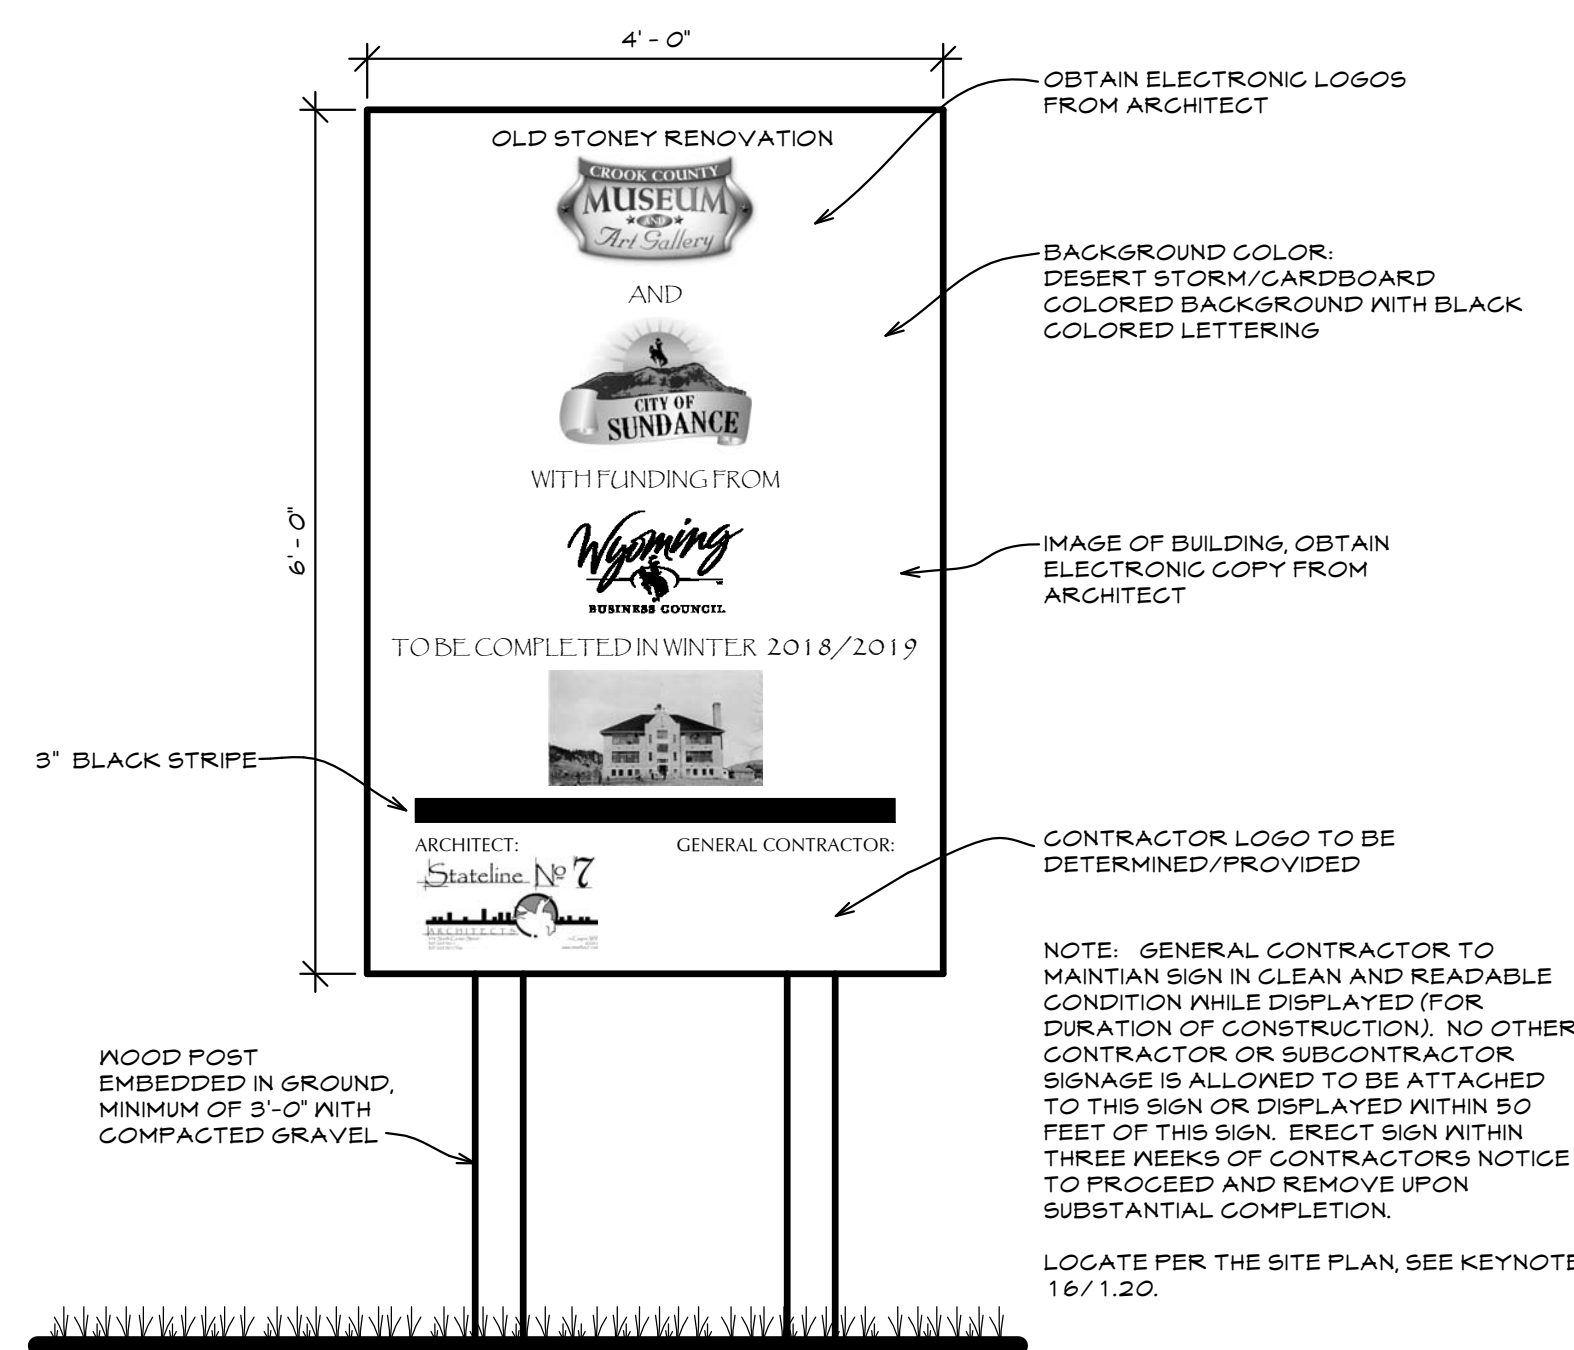 4' - 0"
6' - 0"
OLD STONEY RENOVATION
CROOK COUNTY
MUSEUM
AND
Art Gallery
AND
CITY OF
SUNDANCE
WITH FUNDING FROM
Wyoming
BUSINESS COUNCIL
TO BE COMPLETED IN WINTER 2018/2019
3" BLACK STRIPE
ARCHITECT:
GENERAL CONTRACTOR:
Stateline No 7
ARCHITECTS
WOOD POST
EMBEDDED IN GROUND,
MINIMUM OF 3'-0" WITH
COMPACTED GRAVEL
OBTAIN ELECTRONIC LOGOS
FROM ARCHITECT
BACKGROUND COLOR:
DESERT STORM/CARDBOARD
COLORED BACKGROUND WITH BLACK
COLORED LETTERING
IMAGE OF BUILDING, OBTAIN
ELECTRONIC COPY FROM
ARCHITECT
CONTRACTOR LOGO TO BE
DETERMINED/PROVIDED
NOTE: GENERAL CONTRACTOR TO
MAINTIAN SIGN IN CLEAN AND READABLE
CONDITION WHILE DISPLAYED (FOR
DURATION OF CONSTRUCTION). NO OTHER
CONTRACTOR OR SUBCONTRACTOR
SIGNAGE IS ALLOWED TO BE ATTACHED
TO THIS SIGN OR DISPLAYED WITHIN 50
FEET OF THIS SIGN. ERECT SIGN WITHIN
THREE WEEKS OF CONTRACTORS NOTICE
TO PROCEED AND REMOVE UPON
SUBSTANTIAL COMPLETION.
LOCATE PER THE SITE PLAN, SEE KEYNOTE
16/1.20.